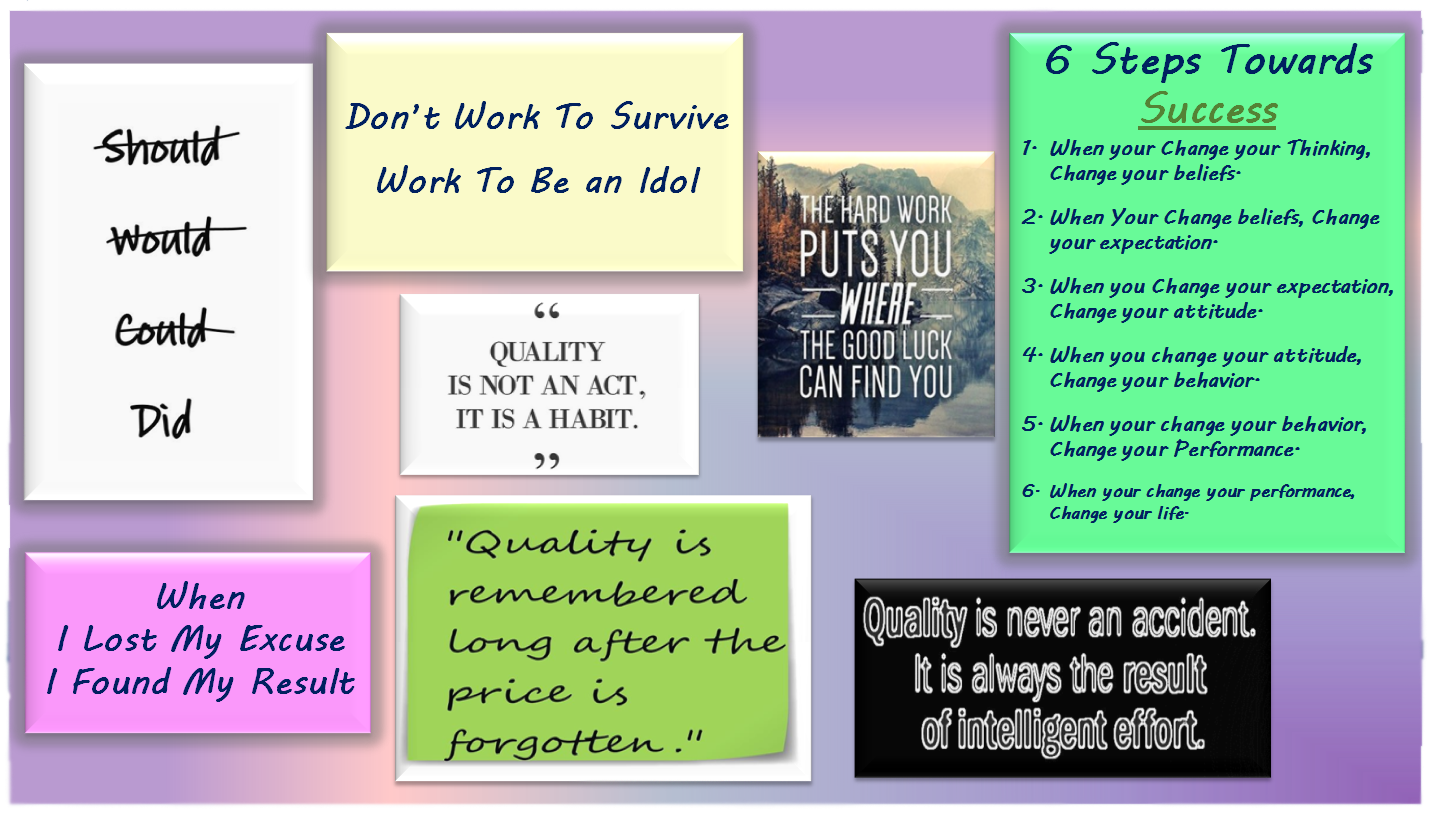 Should
Would
Could
Did
Don't Work To Survive
Work To Be an Idol
“
QUALITY
IS NOT AN ACT,
IT IS A HABIT.
”
THE HARD WORK
PUTS YOU
WHERE
THE GOOD LUCK
CAN FIND YOU
6 Steps Towards
Success
1. When your Change your Thinking,
Change your beliefs.
2. When Your Change beliefs, Change
your expectation.
3. When you Change your expectation,
Change your attitude.
4. When you change your attitude,
Change your behavior.
5. When your change your behavior,
Change your Performance.
6. When your change your performance,
Change your life.
When
I Lost My Excuse
I Found My Result
"Quality is
remembered
long after the
price is
forgotten."
Quality is never an accident.
It is always the result
of intelligent effort.